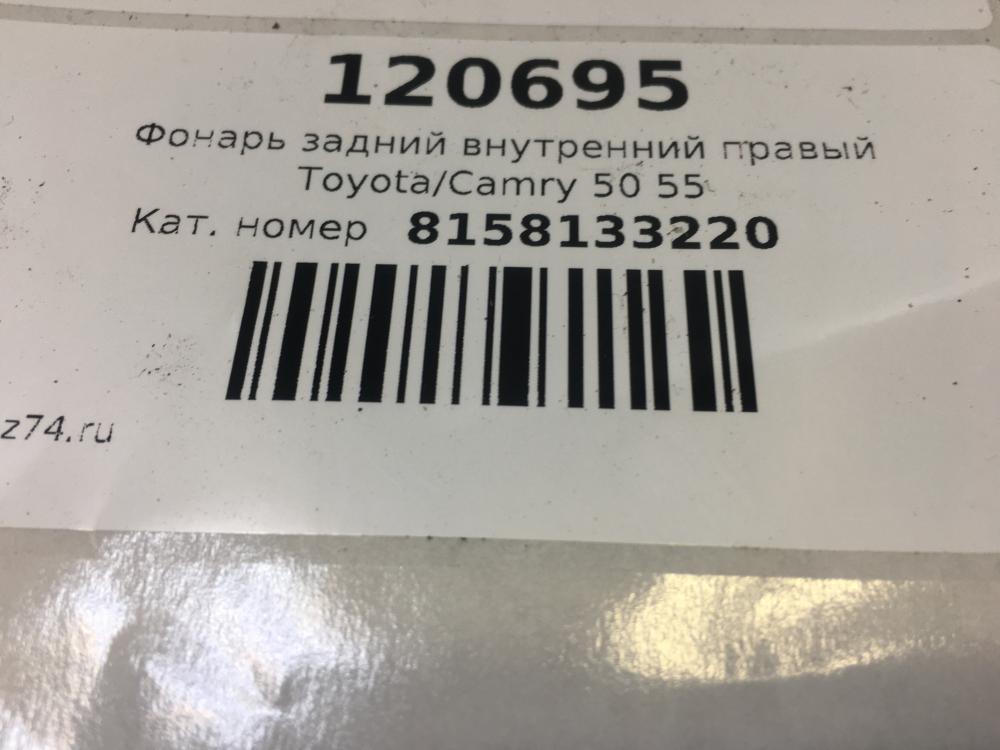 120695
Фонарь задний внутренний правый
Toyota/Camry 50 55
Кат. номер 8158133220
z74.ru